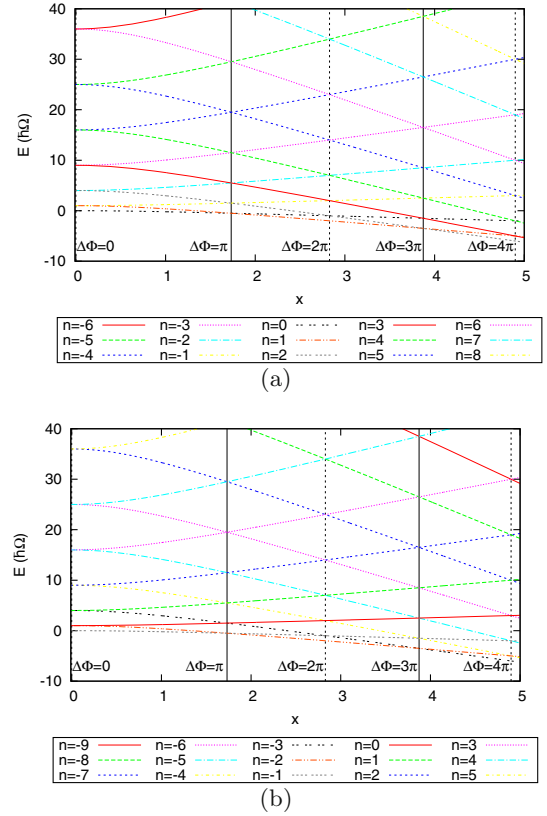 40
30
20
10
0
-10
E (ħΩ)
ΔΦ=0 ΔΦ=π ΔΦ=2π ΔΦ=3π ΔΦ=4π
0 1 2 3 4 5
x
n=-6 n=-3 n=0 n=3 n=6
n=-5 n=-2 n=1 n=4 n=7
n=-4 n=-1 n=2 n=5 n=8
(a)
40
30
20
10
0
-10
E (ħΩ)
ΔΦ=0 ΔΦ=π ΔΦ=2π ΔΦ=3π ΔΦ=4π
0 1 2 3 4 5
x
n=-9 n=-6 n=-3 n=0 n=3
n=-8 n=-5 n=-2 n=1 n=4
n=-7 n=-4 n=-1 n=2 n=5
(b)